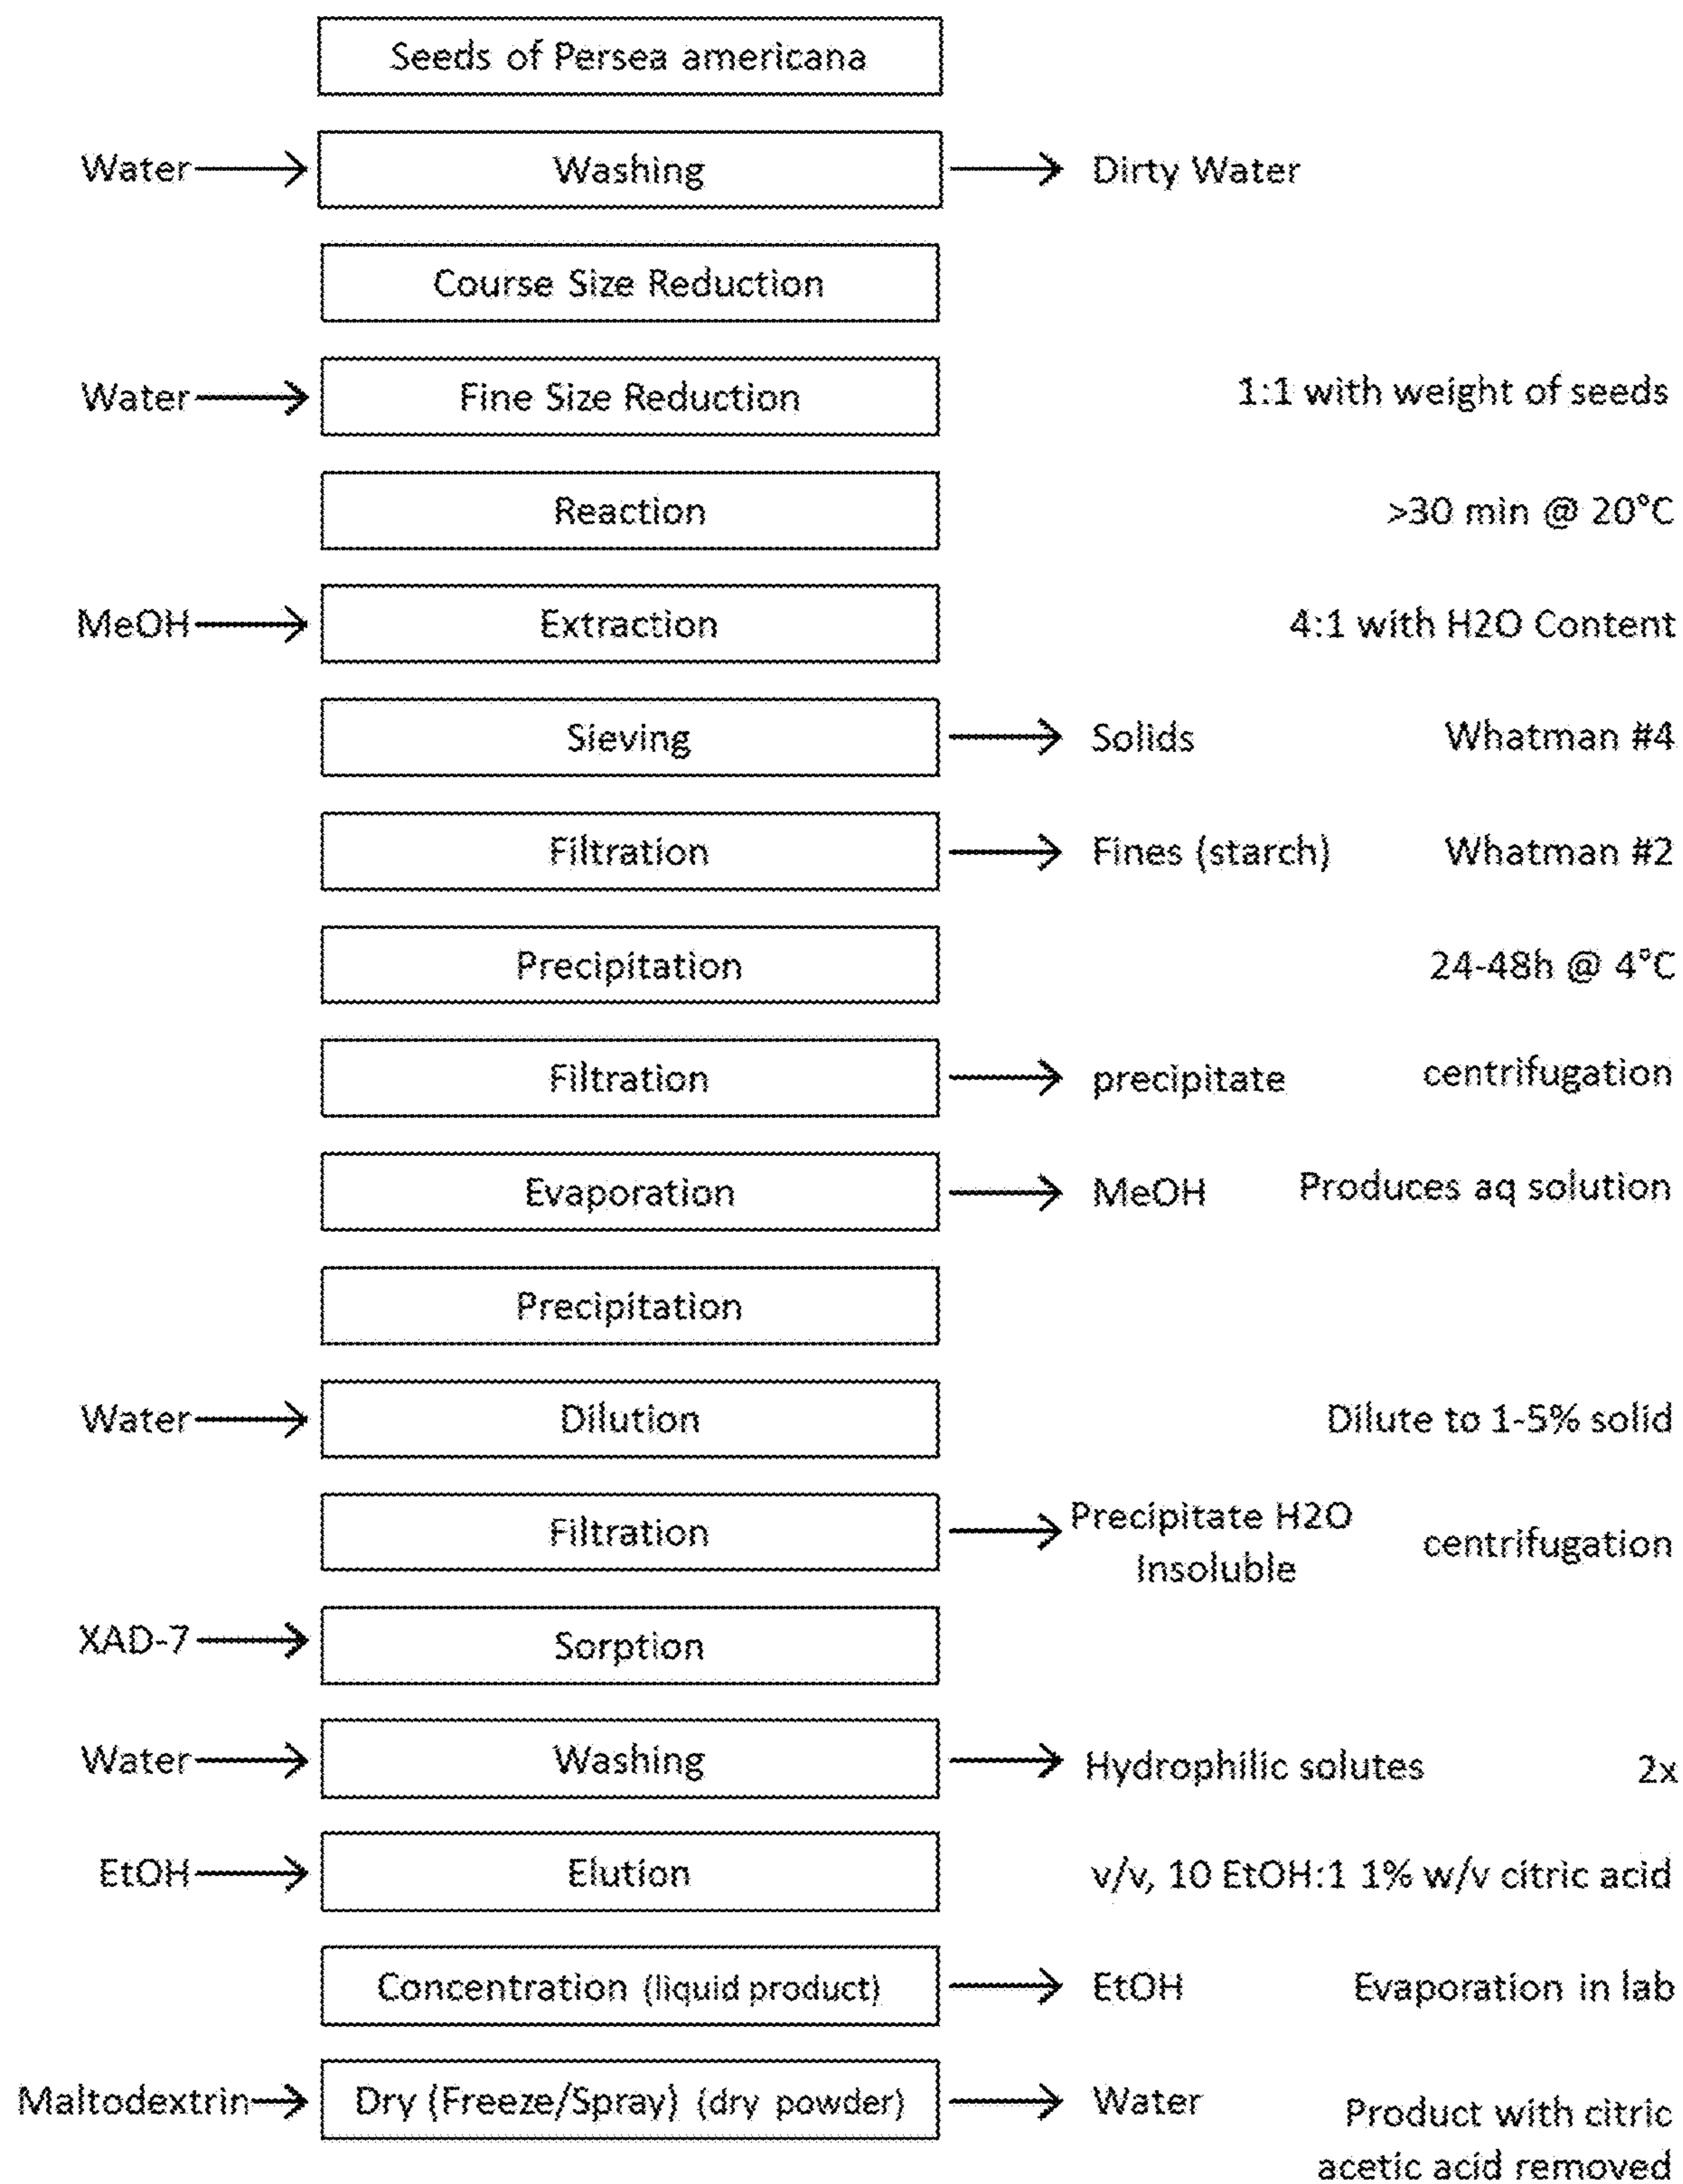 Seeds of Persea americana
Water Washing Dirty Water
Course Size Reduction
Water Fine Size Reduction 1:1 with weight of seeds
Reaction >30 min @ 20°C
MeOH Extraction 4:1 with H2O Content
Sieving Solids Whatman #4
Filtration Fines (starch) Whatman #2
Precipitation 24-48h @ 4°C
Filtration precipitate centrifugation
Evaporation MeOH Produces aq solution
Precipitation
Water Dilution Dilute to 1-5% solid
Filtration Precipitate H2O
Insoluble centrifugation
XAD-7 Sorption
Water Washing Hydrophilic solutes 2x
EtOH Elution v/v, 10 EtOH:1 1% w/v citric acid
Concentration (liquid product) EtOH Evaporation in lab
Maltodextrin Dry (Freeze/Spray) (dry powder) Water Product with citric
acetic acid removed